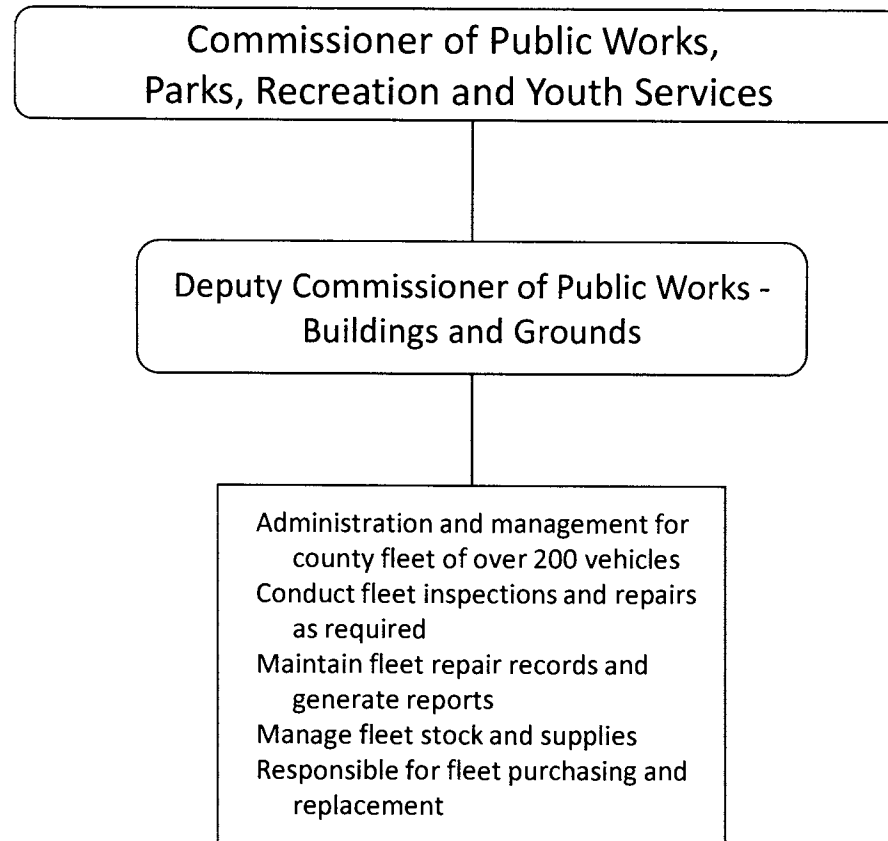 Commissioner of Public Works,
Parks, Recreation and Youth Services
Deputy Commissioner of Public Works -
Buildings and Grounds
Administration and management for
county fleet of over 200 vehicles
Conduct fleet inspections and repairs
as required
Maintain fleet repair records and
generate reports
Manage fleet stock and supplies
Responsible for fleet purchasing and
replacement